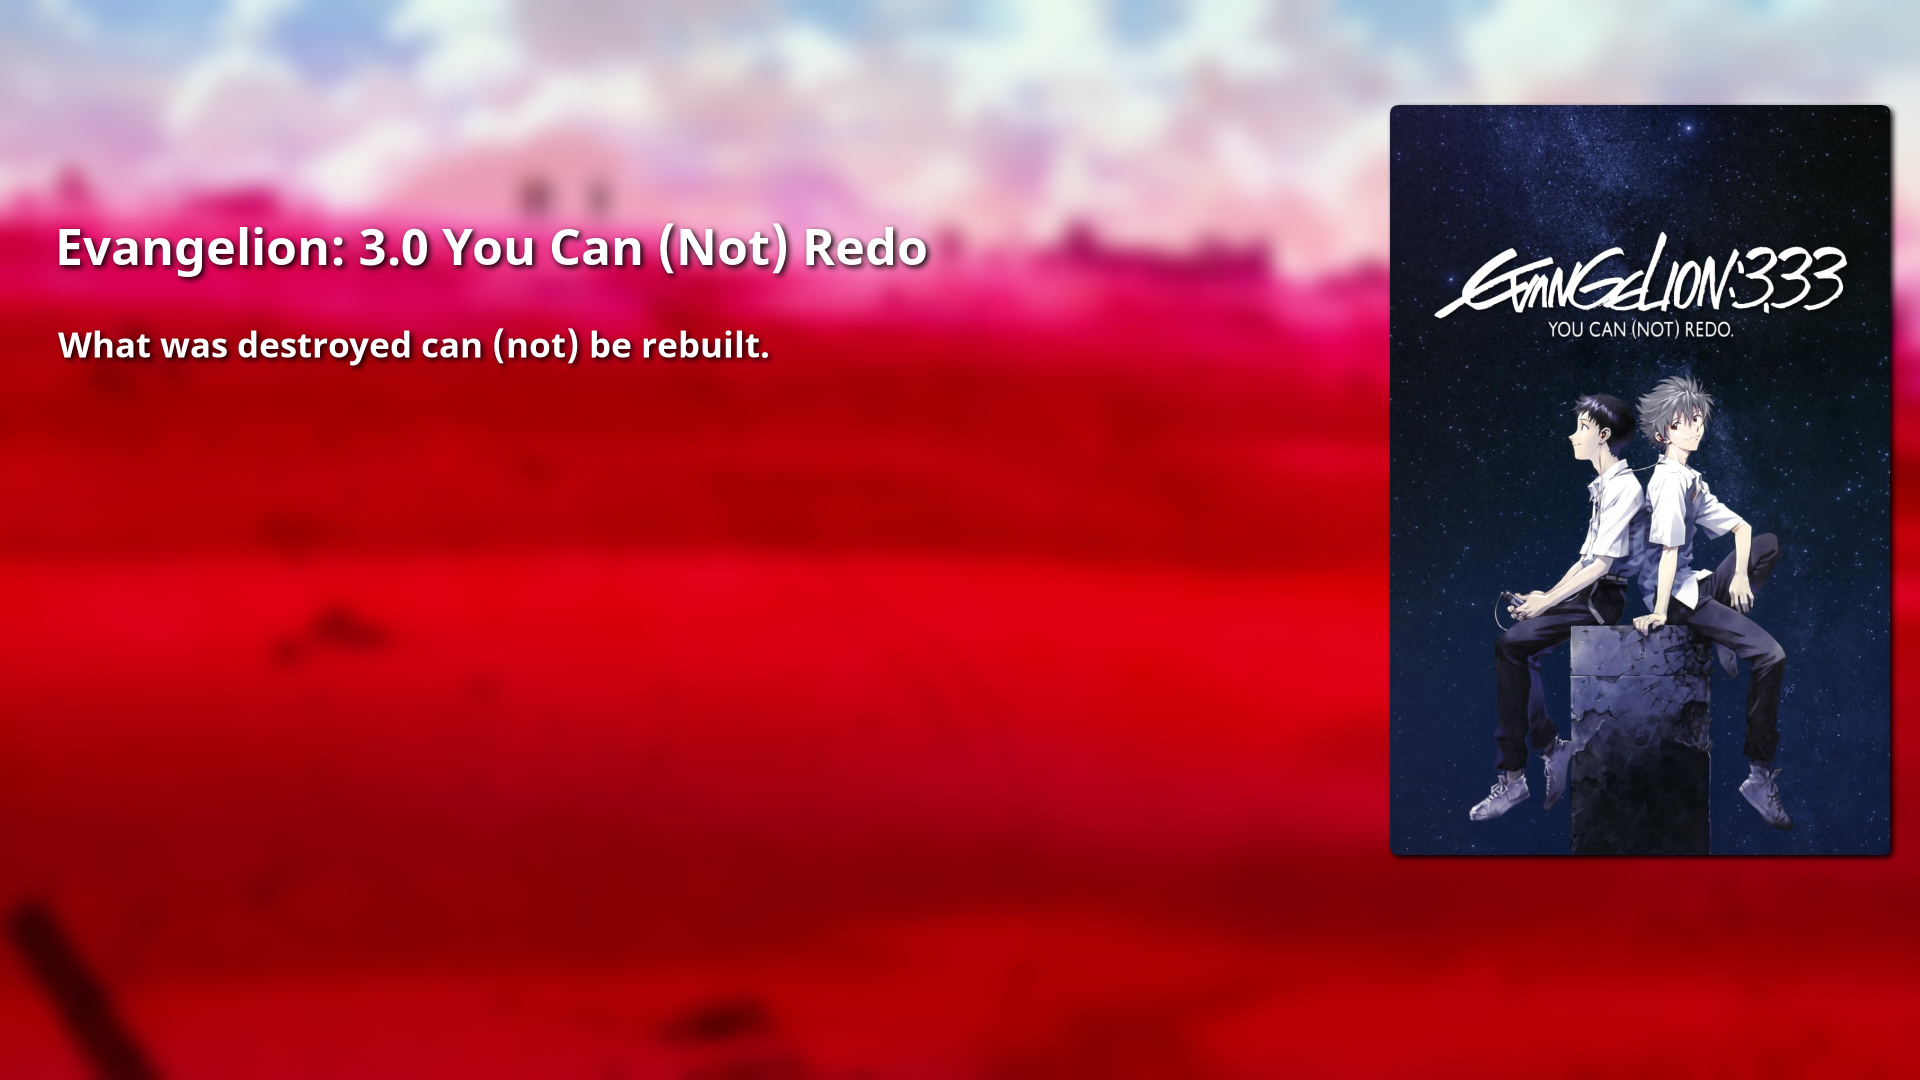 Evangelion: 3.0 You Can (Not) Redo
What was destroyed can (not) be rebuilt.
EVANGELION:3.33
YOU CAN (NOT) REDO.